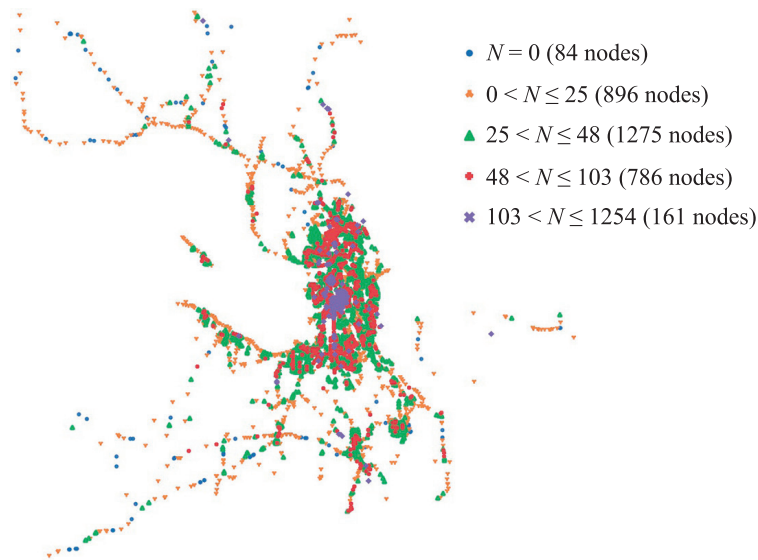 N = 0 (84 nodes)
0 < N ≤ 25 (896 nodes)
25 < N ≤ 48 (1275 nodes)
48 < N ≤ 103 (786 nodes)
103 < N ≤ 1254 (161 nodes)